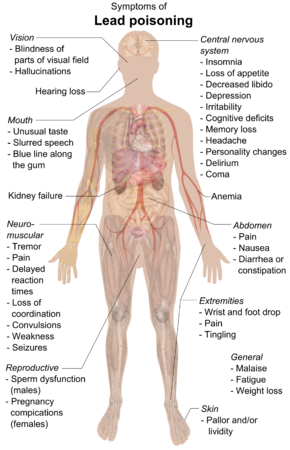 Symptoms of
Lead poisoning
Vision
- Blindness of
parts of visual field
- Hallucinations
Hearing loss
Mouth
- Unusual taste
- Slurred speech
- Blue line along
the gum
Kidney failure
Neuro-
muscular
- Tremor
- Pain
- Delayed
reaction
times
- Loss of
coordination
- Convulsions
- Weakness
- Seizures
Reproductive
- Sperm dysfunction
(males)
- Pregnancy
compications
(females)
Central nervous
system
- Insomnia
- Loss of appetite
- Decreased libido
- Depression
- Irritability
- Cognitive deficits
- Memory loss
- Headache
- Personality changes
- Delirium
- Coma
Anemia
Abdomen
- Pain
- Nausea
- Diarrhea or
constipation
Extremities
- Wrist and foot drop
- Pain
- Tingling
General
- Malaise
- Fatigue
- Weight loss
Skin
- Pallor and/or
lividity